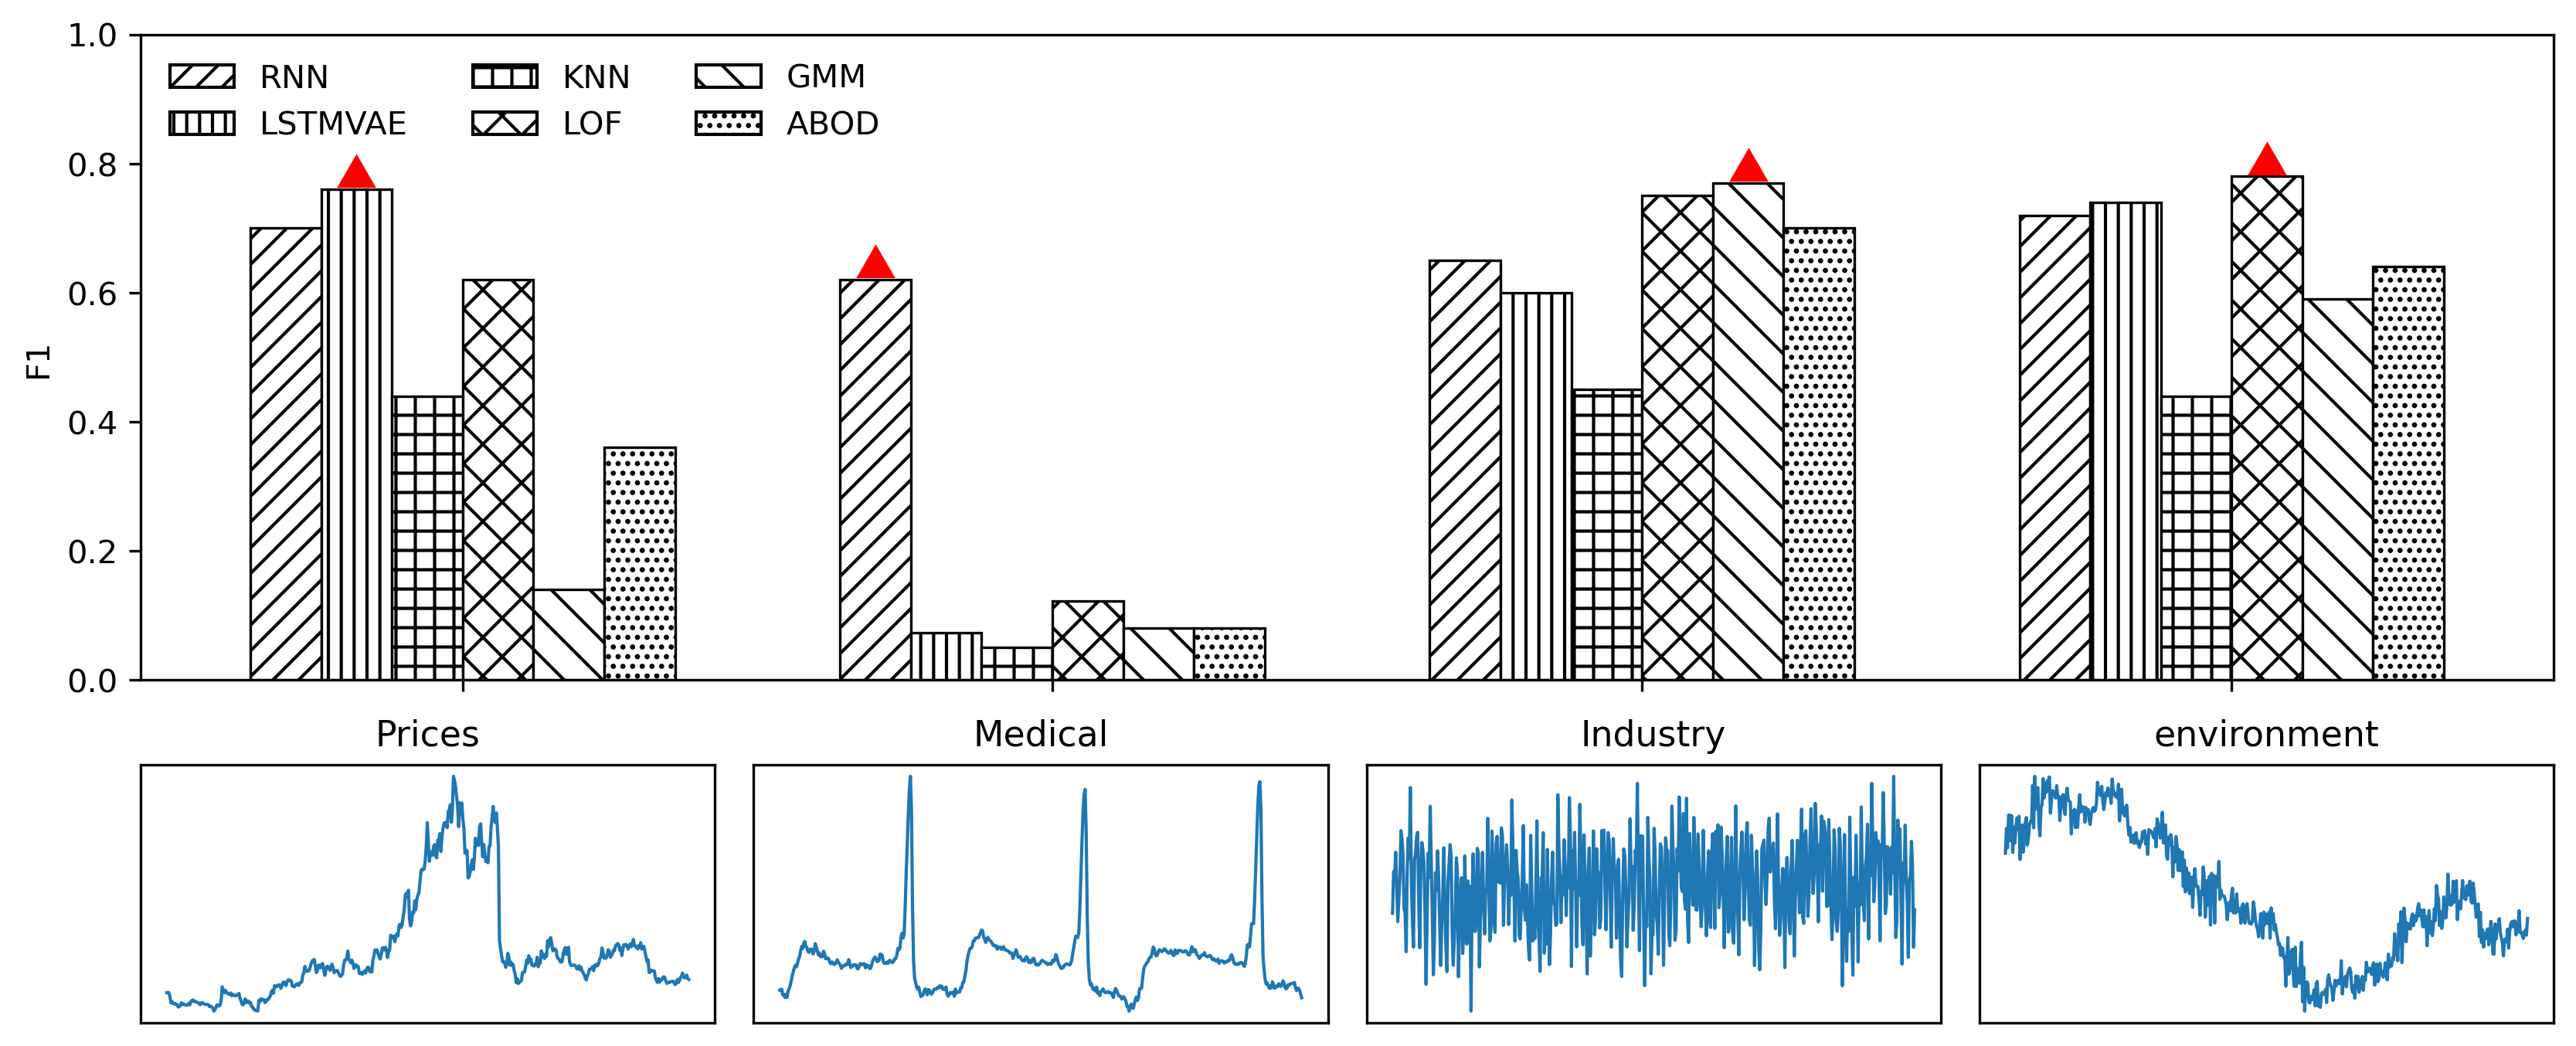 1.0
0.8
0.6
0.4
0.2
0.0
F1
RNN
LSTMVAE
KNN
LOF
GMM
ABOD
Prices
Medical
Industry
environment